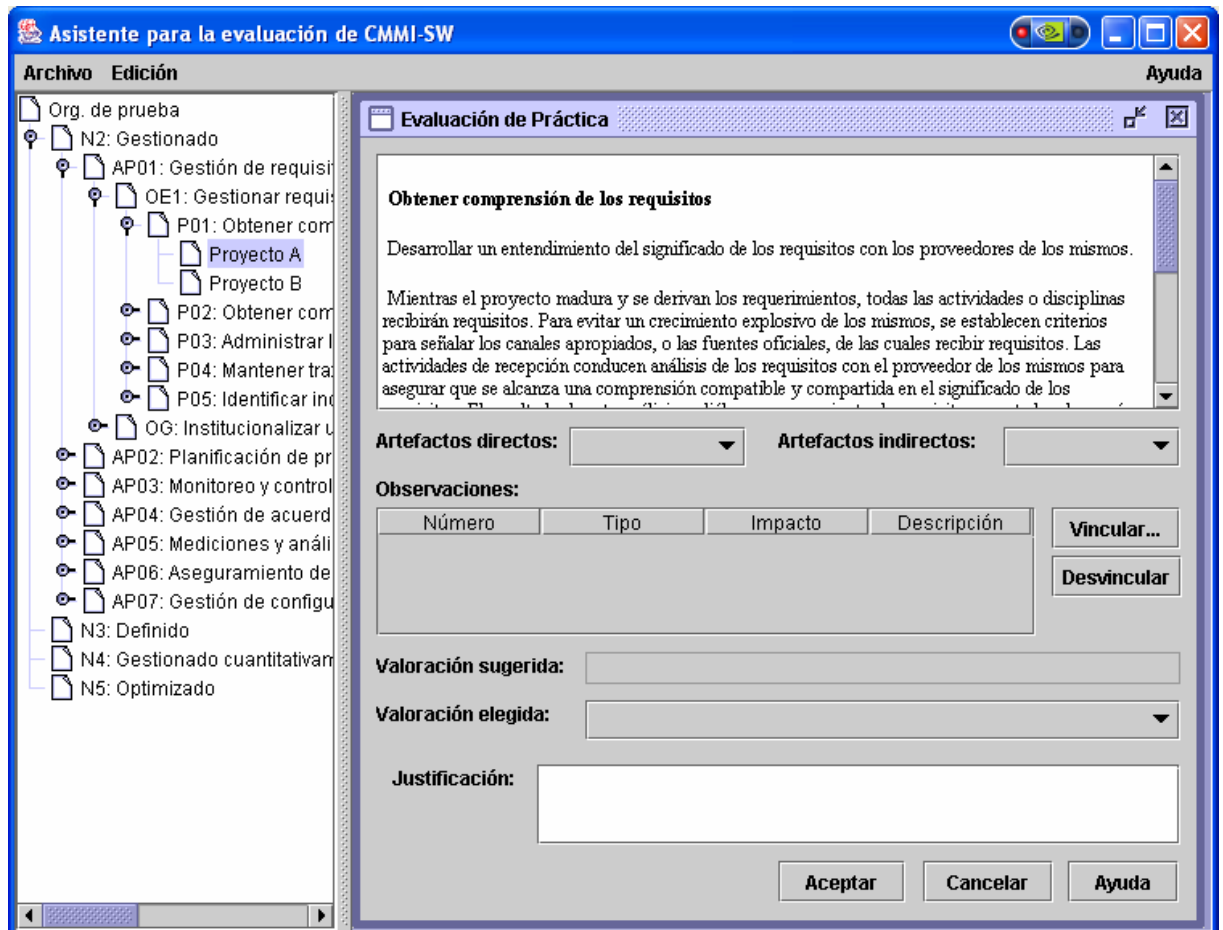 Asistente para la evaluación de CMMI-SW
Archivo Edición Ayuda
Org. de prueba
N2: Gestionado
AP01: Gestión de requisi
OE1: Gestionar requi
P01: Obtener com
Proyecto A
Proyecto B
P02: Obtener com
P03: Administrar l
P04: Mantener tra
P05: Identificar in
OG: Institucionalizar u
AP02: Planificación de pr
AP03: Monitoreo y control
AP04: Gestión de acuerd
AP05: Mediciones y análi
AP06: Aseguramiento de
AP07: Gestión de configu
N3: Definido
N4: Gestionado cuantitativam
N5: Optimizado
Evaluación de Práctica
Obtener comprensión de los requisitos
Desarrollar un entendimiento del significado de los requisitos con los proveedores de los mismos.
Mientras el proyecto madura y se derivan los requerimientos, todas las actividades o disciplinas
recibirán requisitos. Para evitar un crecimiento explosivo de los mismos, se establecen criterios
para señalar los canales apropiados, o las fuentes oficiales, de las cuales recibir requisitos. Las
actividades de recepción conducen análisis de los requisitos con el proveedor de los mismos para
asegurar que se alcanza una comprensión compatible y compartida en el significado de los
Artefactos directos: Artefactos indirectos:
Observaciones:
Número Tipo Impacto Descripción
Vincular...
Desvincular
Valoración sugerida:
Valoración elegida:
Justificación:
Aceptar Cancelar Ayuda